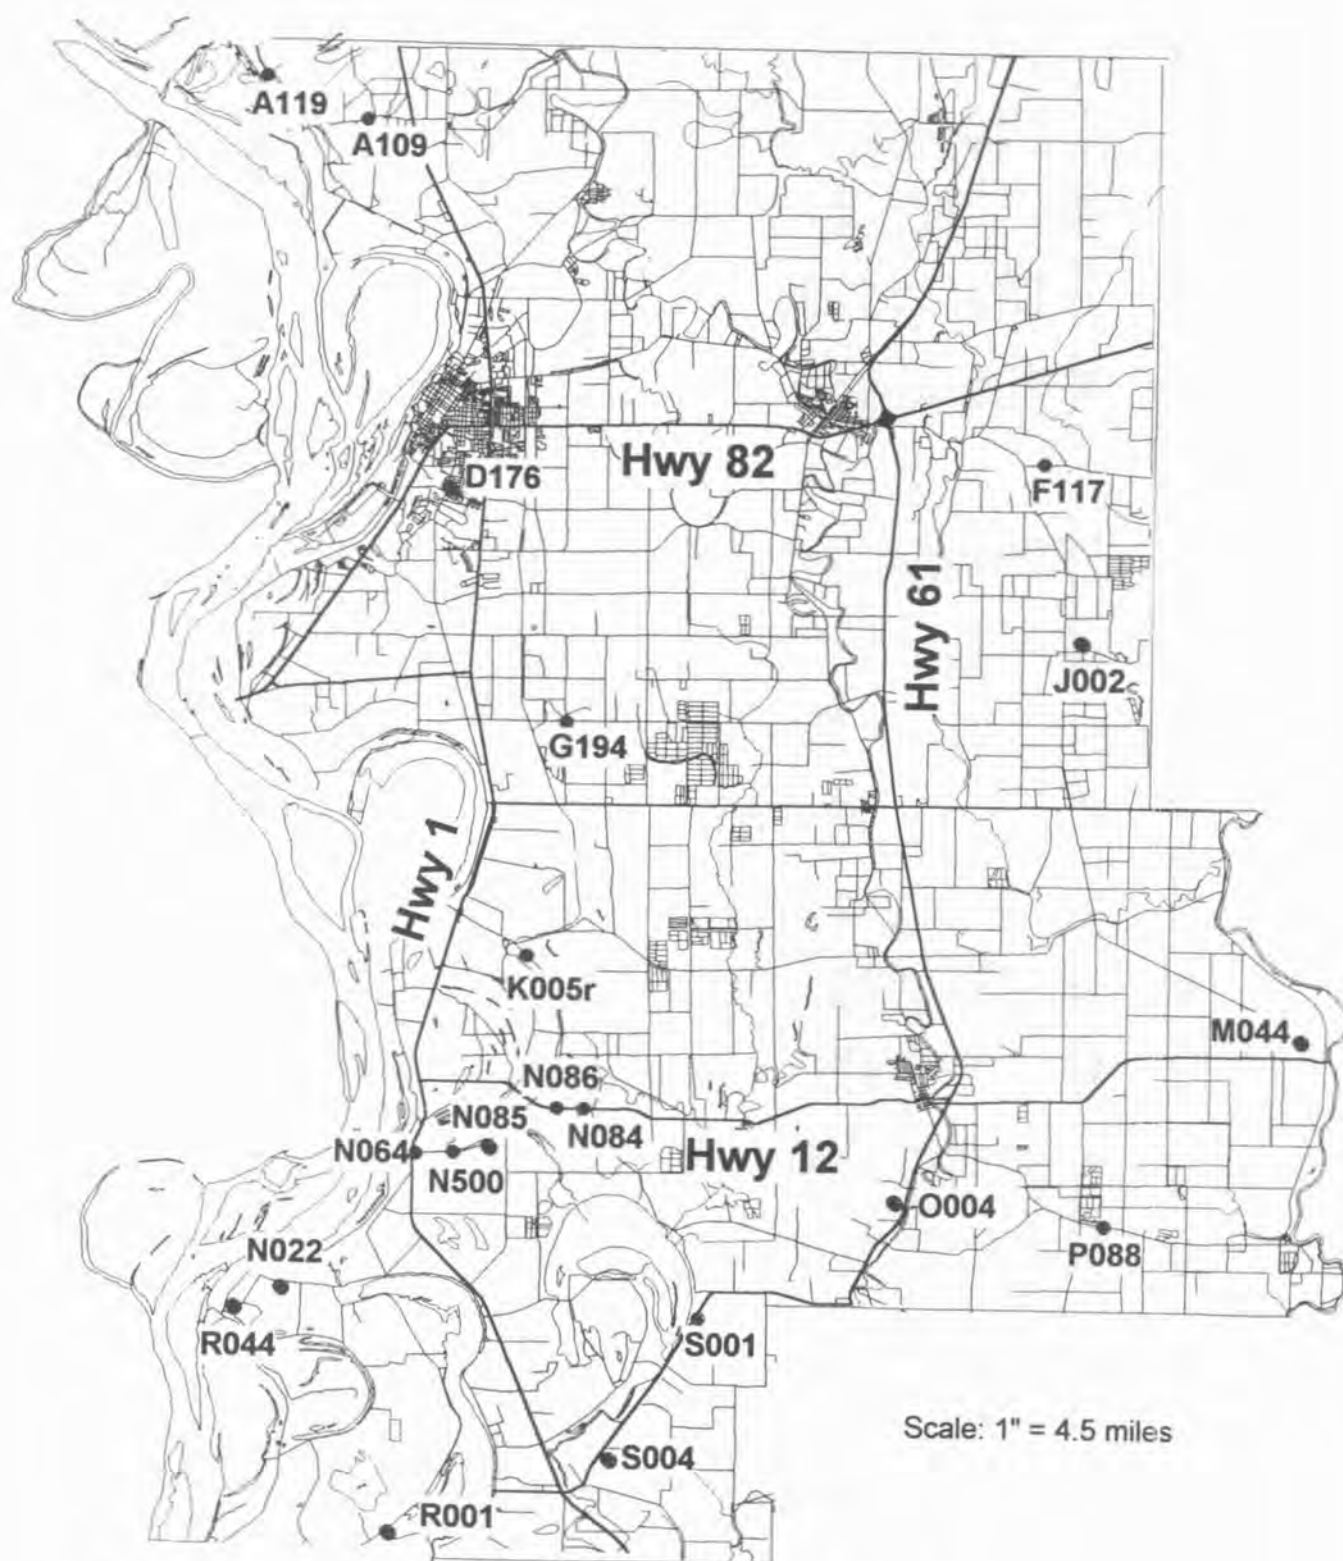 A119
A109
Hwy 82
D176
F117
Hwy 61
J002
G194
Hwy 1
K005r
M044
N086
N085
N084
N064
Hwy 12
N500
O004
P088
N022
R044
S001
Scale: 1" = 4.5 miles
S004
R001